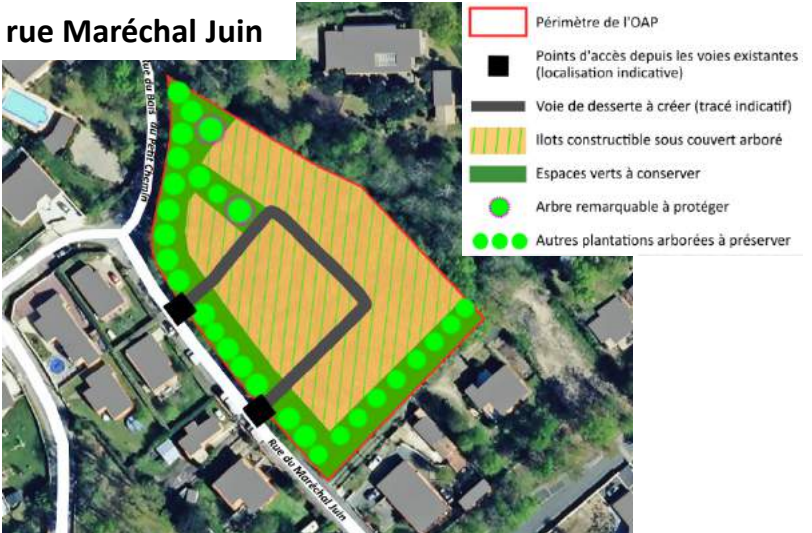 rue Maréchal Juin
Périmètre de l'OAP
Points d'accès depuis les voies existantes
(localisation indicative)
Voie de desserte à créer (tracé indicatif)
Ilots constructible sous couvert arboré
Espaces verts à conserver
Arbre remarquable à protéger
Autres plantations arborées à préserver
Rue du Bois du Petit Chemin
Rue du Maréchal Juin